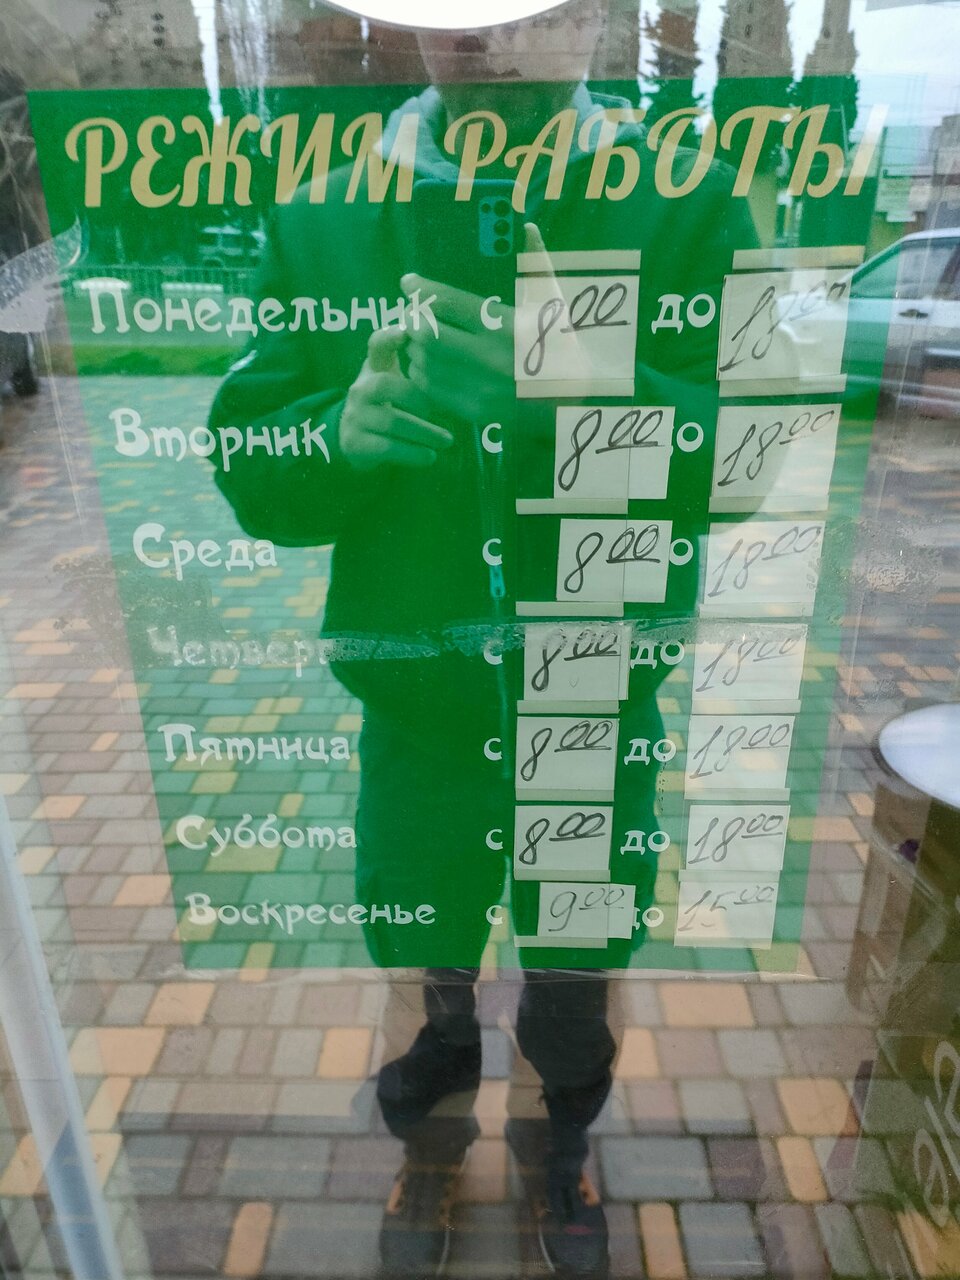 РЕЖИМ РАБОТЫ
Понедельник с 8 00 до 18 00
Вторник с 8 00 до 18 00
Среда с 8 00 до 18 00
Четверг с 8 00 до 18 00
Пятница с 8 00 до 18 00
Суббота с 8 00 до 18 00
Воскресенье с 9 00 до 15 00